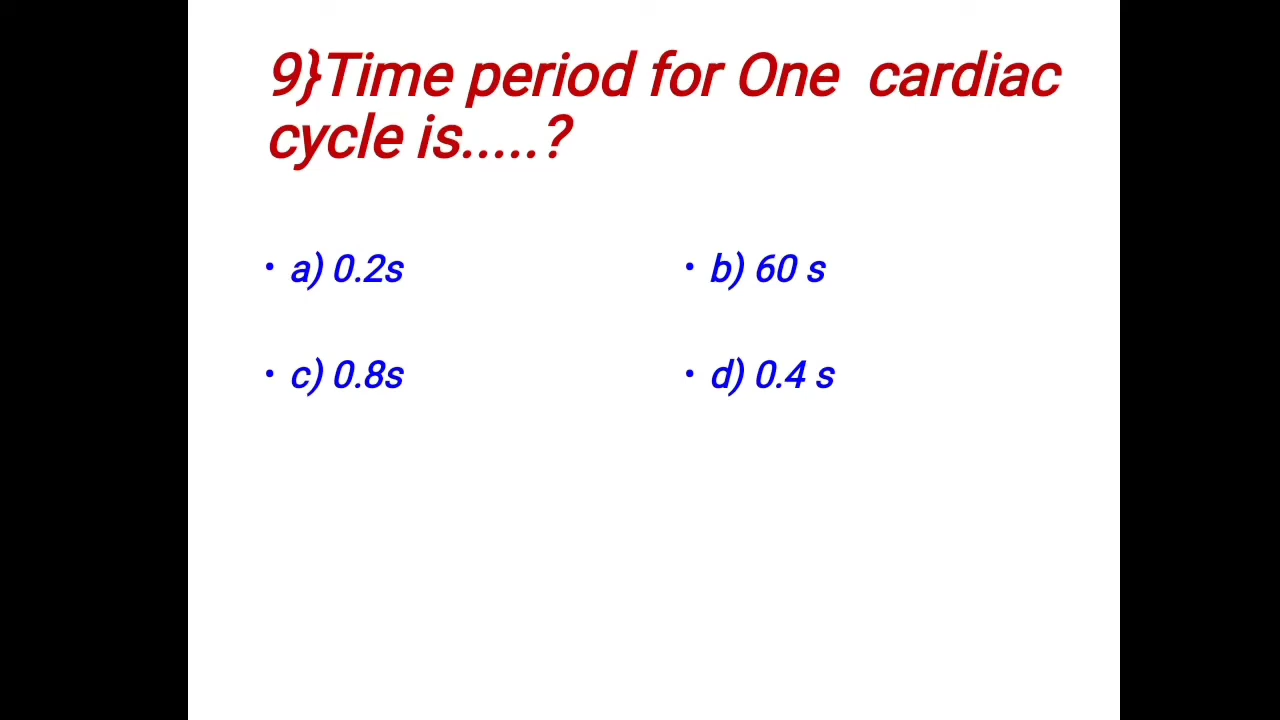 9}Time period for One cardiac
cycle is.....?
• a) 0.2s
• b) 60 s
• c) 0.8s
• d) 0.4 s